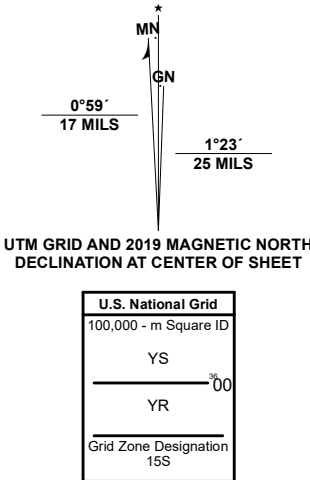 ★
MN
GN
0°59´
17 MILS
1°23´
25 MILS
UTM GRID AND 2019 MAGNETIC NORTH
DECLINATION AT CENTER OF SHEET
U.S. National Grid
100,000 - m Square ID
YS
3600
YR
Grid Zone Designation
15S